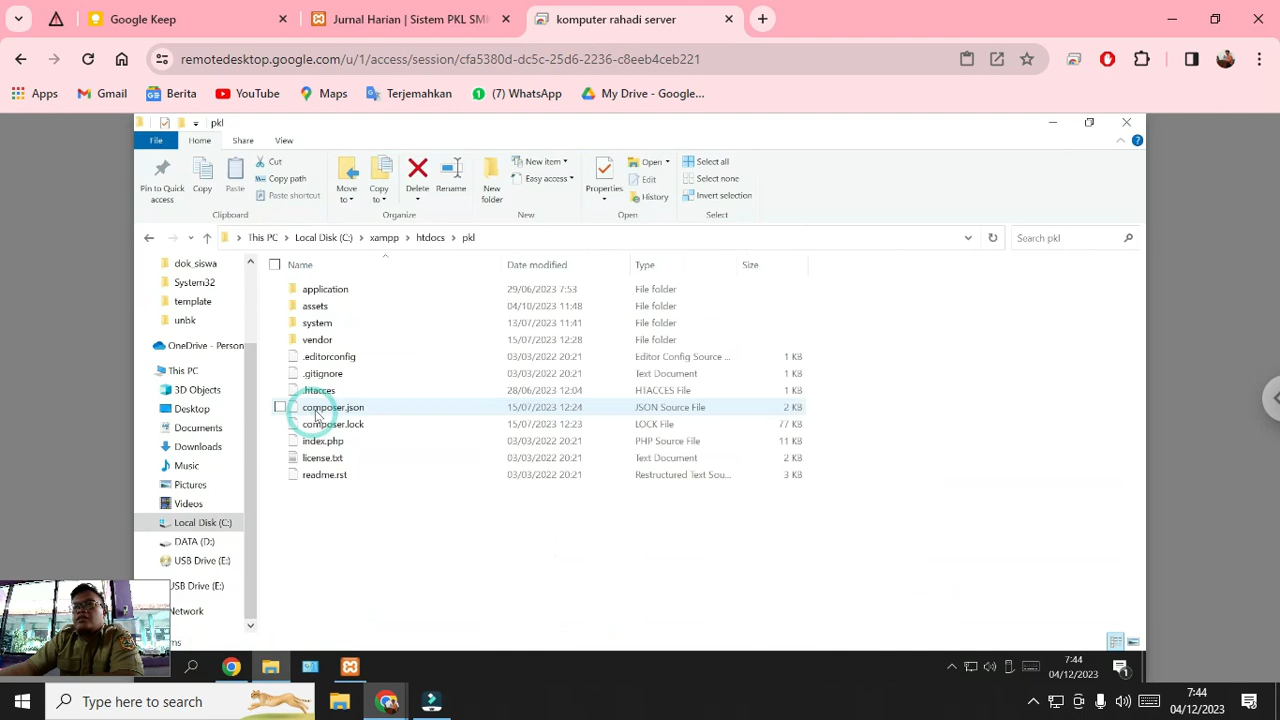 Google Keep
Jurnal Harian | Sistem PKL SMK
komputer rahadi server
remotedesktop.google.com/u/1/access/session/cfa5380d-dc5c-25d6-2236-c8eeb4ceb221
Apps
Gmail
Berita
YouTube
Maps
Terjemahkan
(7) WhatsApp
My Drive - Google...
pkl
File
Home
Share
View
Pin to Quick access
Copy
Paste
Cut
Copy path
Paste shortcut
Clipboard
Move to
Copy to
Delete
Rename
Organize
New folder
New item
Easy access
New
Properties
Open
Edit
History
Open
Select all
Select none
Invert selection
Select
This PC > Local Disk (C:) > xampp > htdocs > pkl
Search pkl
dok_siswa
System32
template
unbk
OneDrive - Person
This PC
3D Objects
Desktop
Documents
Downloads
Music
Pictures
Videos
Local Disk (C:)
DATA (D:)
USB Drive (E:)
USB Drive (E:)
Network
Name Date modified Type Size
application 29/06/2023 7:53 File folder
assets 04/10/2023 11:48 File folder
system 13/07/2023 11:41 File folder
vendor 15/07/2023 12:28 File folder
.editorconfig 03/03/2022 20:21 Editor Config Source ... 1 KB
.gitignore 03/03/2022 20:21 Text Document 1 KB
.htacces 28/06/2023 12:04 HTACCES File 1 KB
composer.json 15/07/2023 12:24 JSON Source File 2 KB
composer.lock 15/07/2023 12:23 LOCK File 77 KB
index.php 03/03/2022 20:21 PHP Source File 11 KB
license.txt 03/03/2022 20:21 Text Document 2 KB
readme.rst 03/03/2022 20:21 Restructured Text Sou... 3 KB
7:44
04/12/2023
Type here to search
7:44
04/12/2023